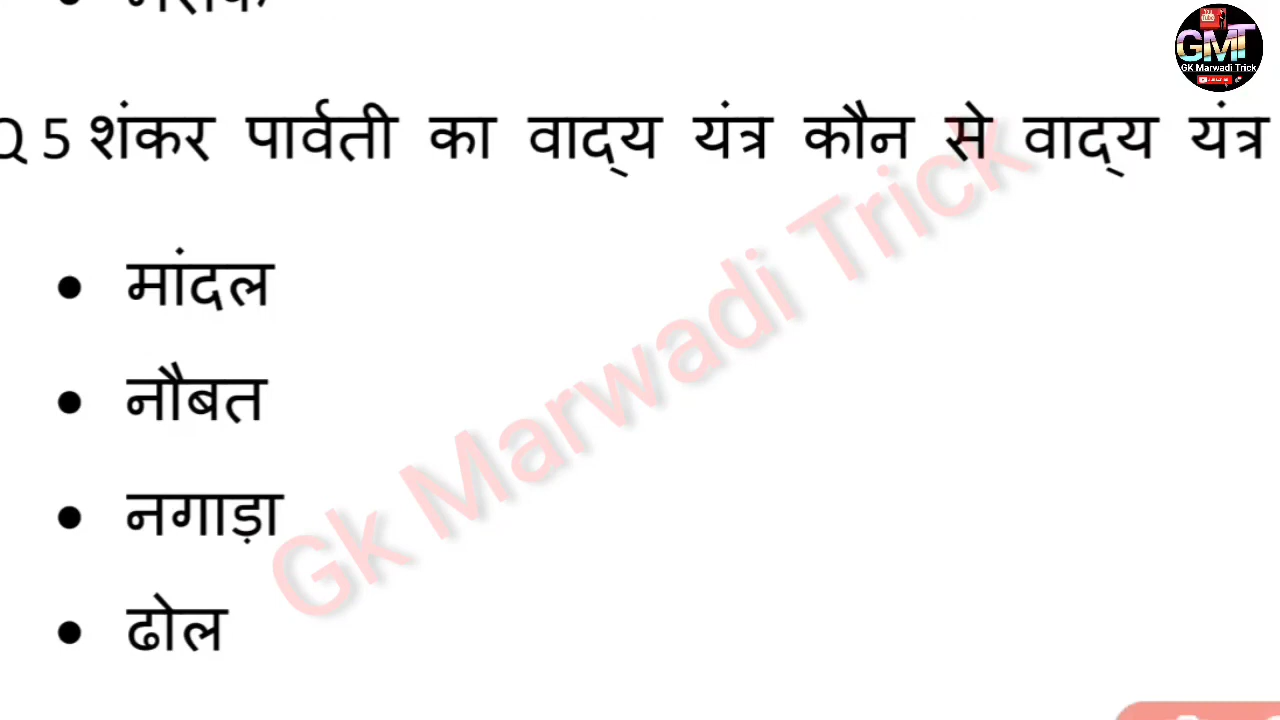 GMT
GK Marwadi Trick
Q 5 शंकर पार्वती का वाद्य यंत्र कौन से वाद्य यंत्र
मांदल
नौबत
नगाड़ा
ढोल
Gk Marwadi Trick